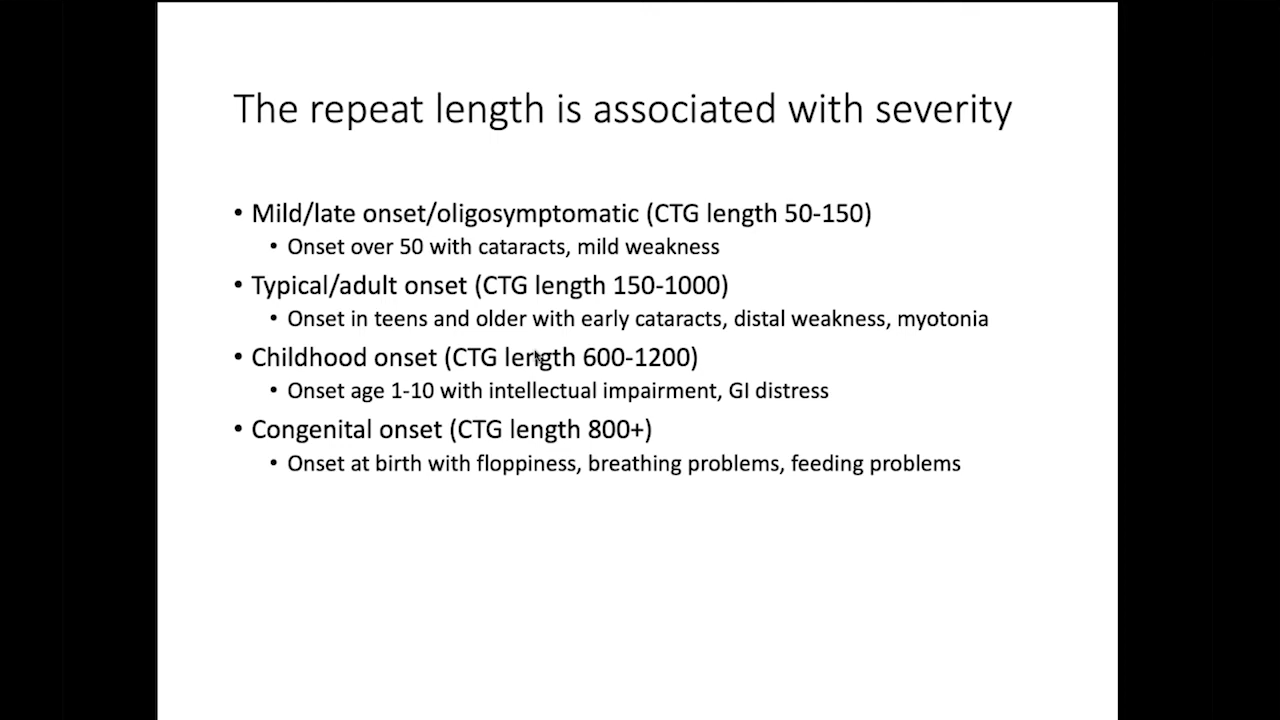 The repeat length is associated with severity
• Mild/late onset/oligosymptomatic (CTG length 50-150)
• Onset over 50 with cataracts, mild weakness
• Typical/adult onset (CTG length 150-1000)
• Onset in teens and older with early cataracts, distal weakness, myotonia
• Childhood onset (CTG length 600-1200)
• Onset age 1-10 with intellectual impairment, GI distress
• Congenital onset (CTG length 800+)
• Onset at birth with floppiness, breathing problems, feeding problems